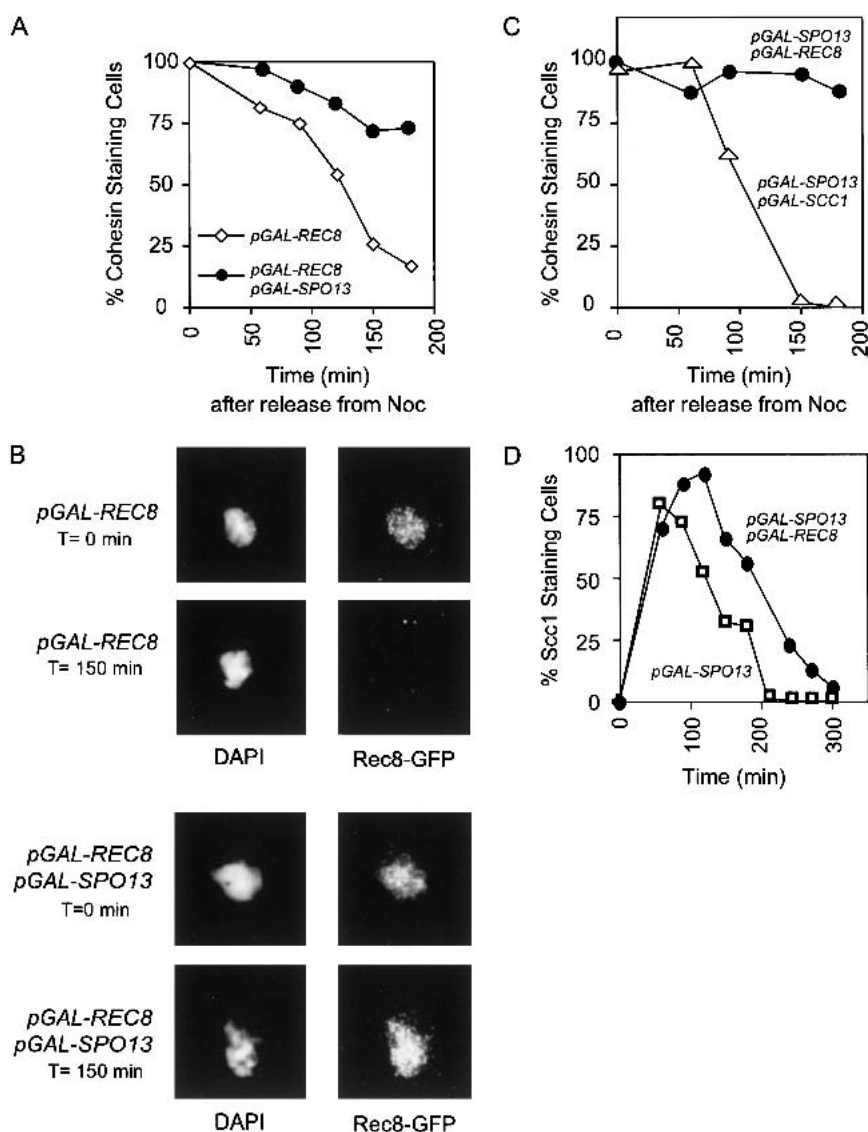 A
% Cohesin Staining Cells
100
75
50
25
0
pGAL-REC8
pGAL-REC8
pGAL-SPO13
0
50
100
150
200
Time (min)
after release from Noc
C
% Cohesin Staining Cells
100
75
50
25
0
pGAL-SPO13
pGAL-REC8
pGAL-SPO13
pGAL-SCC1
0
50
100
150
200
Time (min)
after release from Noc
B
pGAL-REC8
T= 0 min
pGAL-REC8
T= 150 min
DAPI
Rec8-GFP
pGAL-REC8
pGAL-SPO13
T=0 min
pGAL-REC8
pGAL-SPO13
T= 150 min
DAPI
Rec8-GFP
D
% Scc1 Staining Cells
100
75
50
25
0
pGAL-SPO13
pGAL-REC8
pGAL-SPO13
0
100
200
300
Time (min)